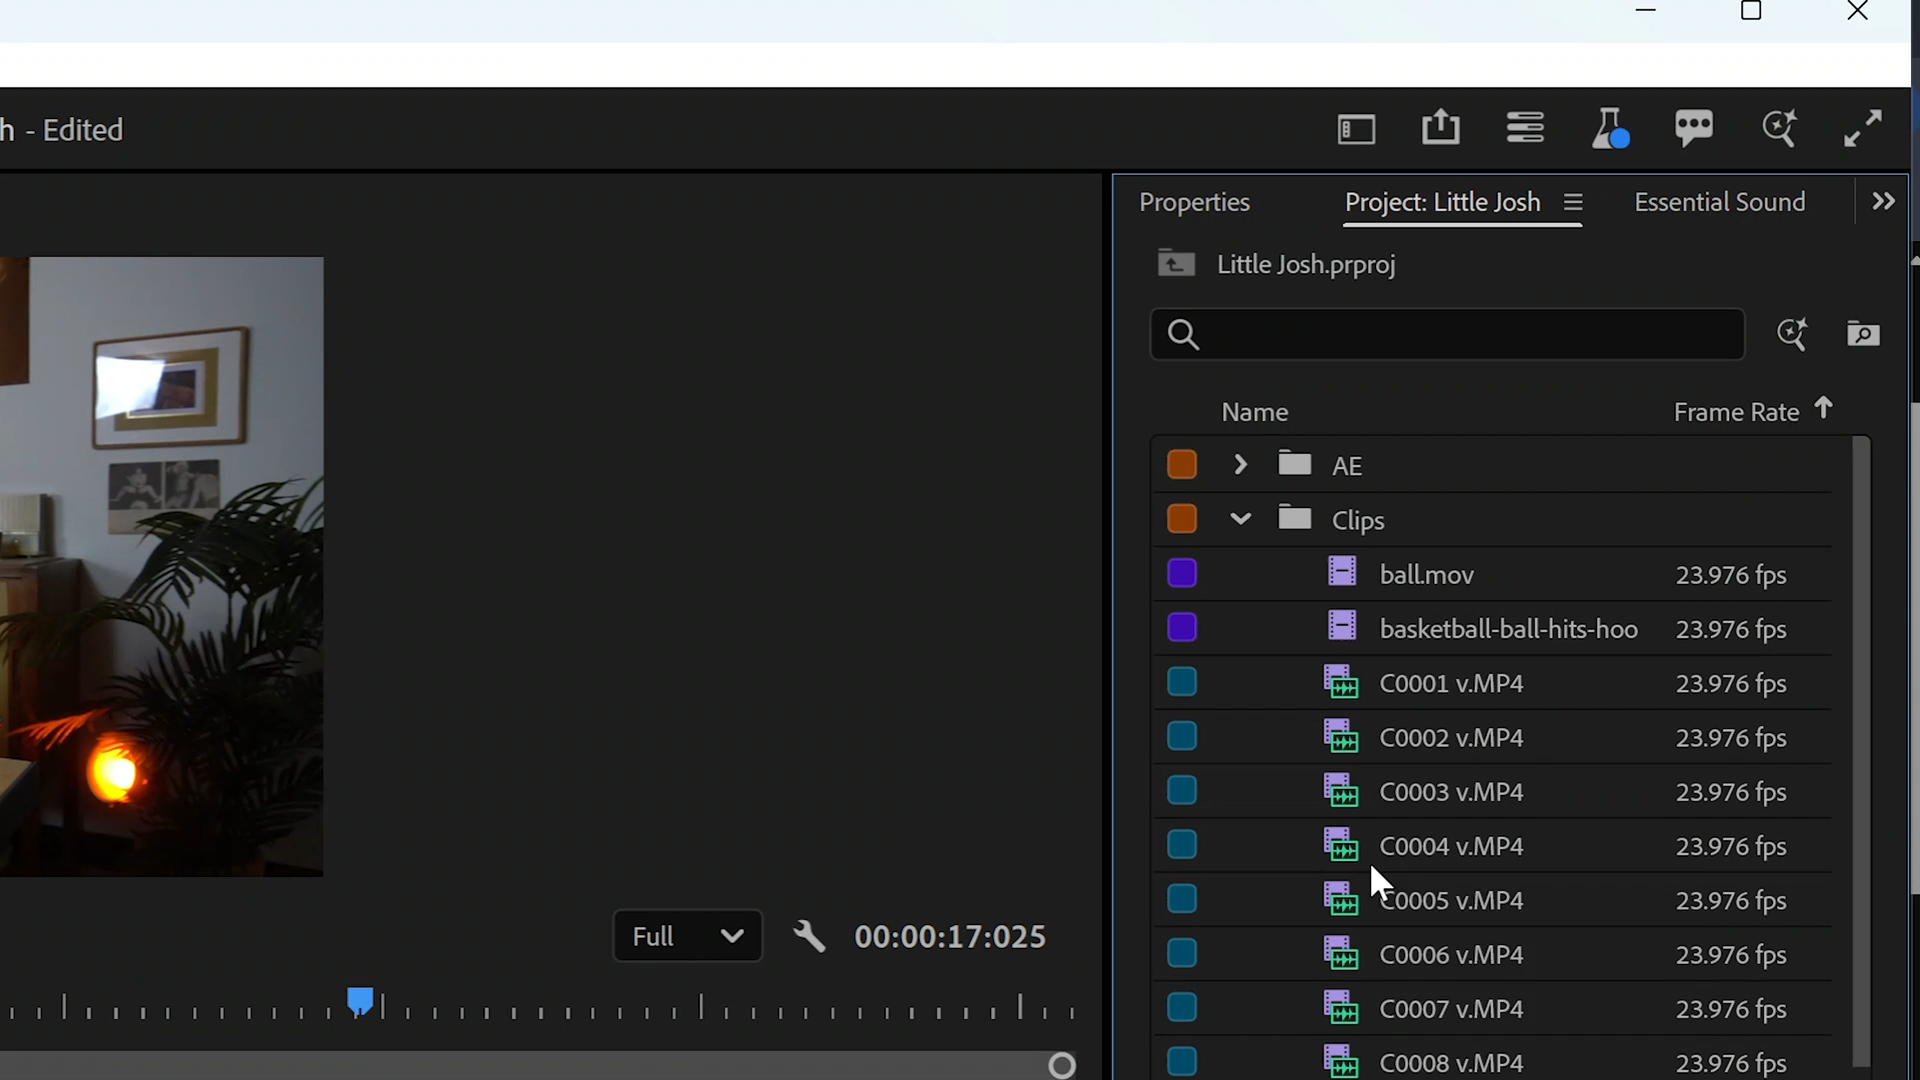 h - Edited
Properties
Project: Little Josh
Essential Sound
Little Josh.prproj
Name
Frame Rate
AE
Clips
ball.mov
23.976 fps
basketball-ball-hits-hoo
23.976 fps
C0001 v.MP4
23.976 fps
C0002 v.MP4
23.976 fps
C0003 v.MP4
23.976 fps
C0004 v.MP4
23.976 fps
C0005 v.MP4
23.976 fps
C0006 v.MP4
23.976 fps
C0007 v.MP4
23.976 fps
C0008 v.MP4
23.976 fps
Full
00:00:17:025